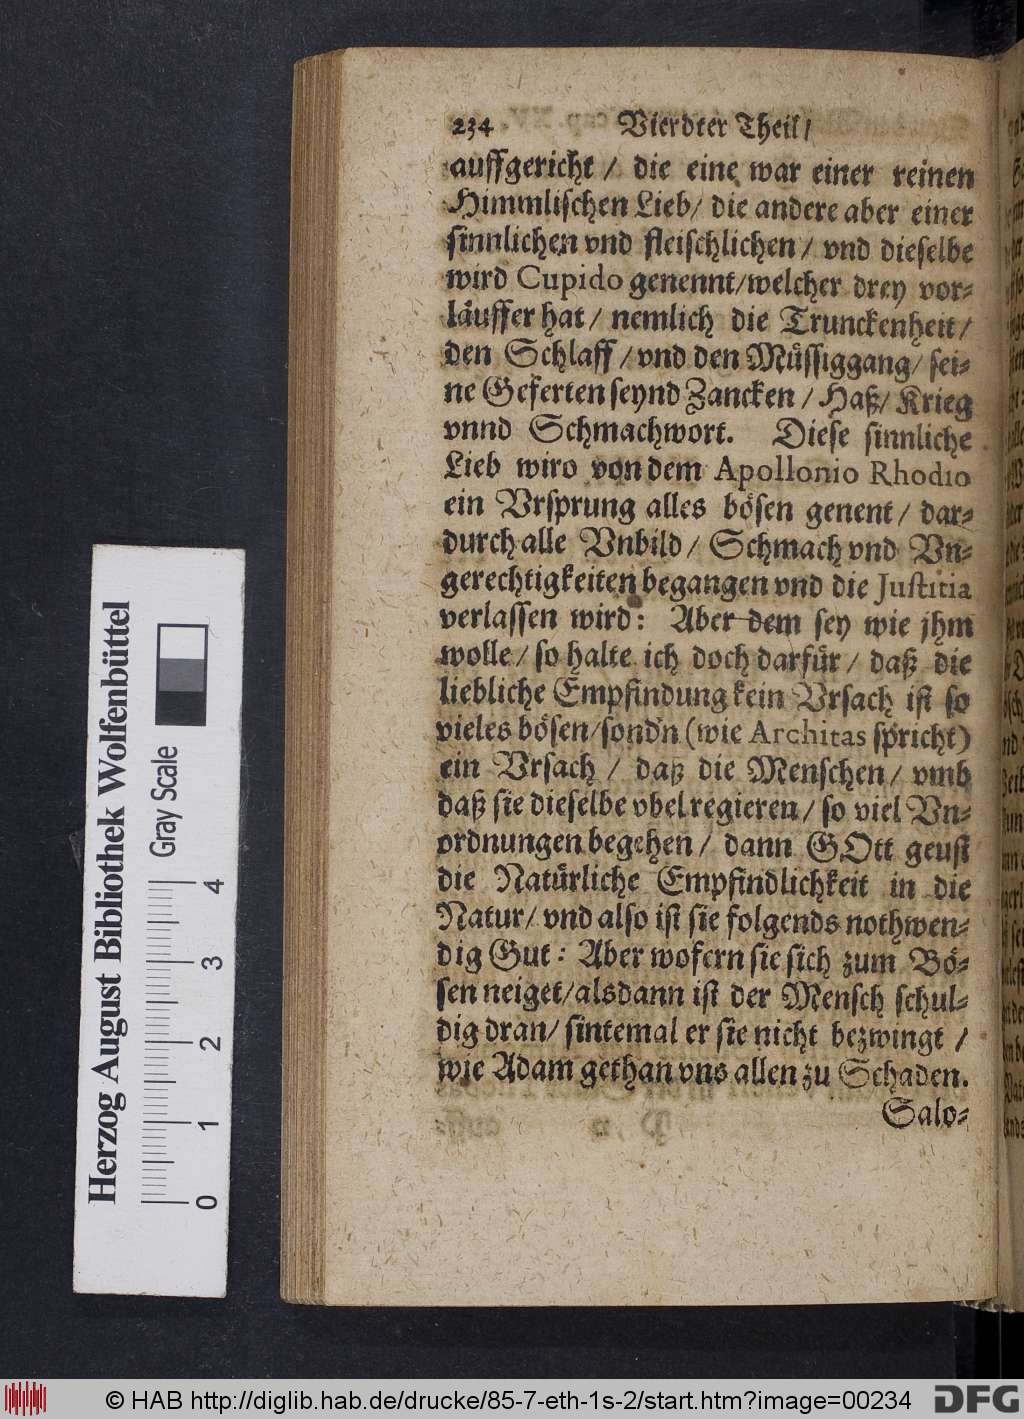 234 Vierdter Theil/
auffgericht / die eine war einer reinen
Himmlischen Lieb/ die andere aber einer
sinnlichen vnd fleischlichen/ vnd dieselbe
wird Cupido genennt/welcher drey vor-
läuffer hat / nemlich die Trunckenheit/
den Schlaff /vnd den Müssiggang/ sei-
ne Geferten seynd Zancken / Haß/ Krieg
vnnd Schmachwort. Diese sinnliche
Lieb wird von dem Apollonio Rhodio
ein Vrsprung alles bösen genent/ dar-
durch alle Vnbild/ Schmach vnd Vn-
gerechtigkeiten begangen vnd die Justitia
verlassen wird: Aber dem sey wie jhm
wolle/ so halte ich doch darfür/ daß die
liebliche Empfindung kein Vrsach ist so
vieles bösen/sond'n (wie Architas spricht)
ein Vrsach / daß die Menschen/ vmb
daß sie dieselbe vbel regieren/ so viel Vn-
ordnungen begehen/ dann GOtt geust
die Natürliche Empfindlichkeit in die
Natur/ vnd also ist sie folgends nothwen-
dig Gut: Aber wofern sie sich zum Bö-
sen neiget/alsdann ist der Mensch schul-
dig dran/ sintemal er sie nicht bezwingt /
wie Adam gethan vns allen zu Schaden.
Salo-
Herzog August Bibliothek Wolfenbüttel
Gray Scale
0 1 2 3 4
© HAB http://diglib.hab.de/drucke/85-7-eth-1s-2/start.htm?image=00234
DFG